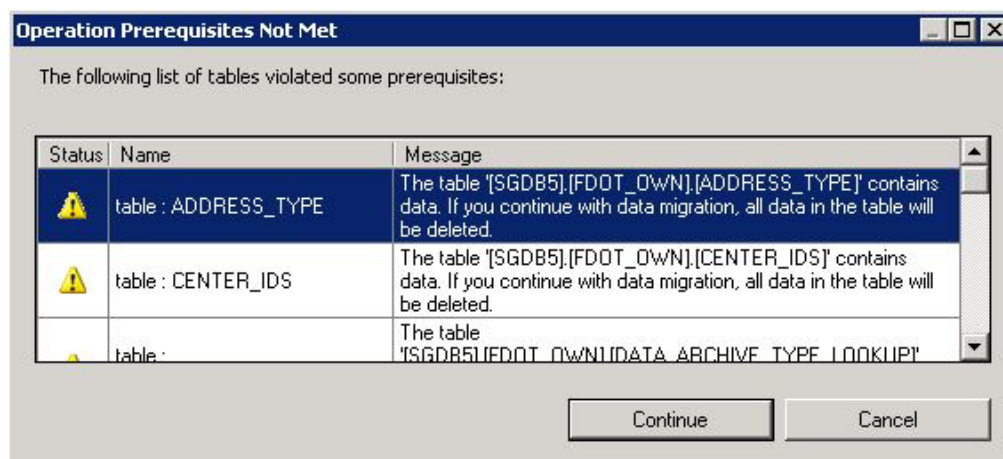 Operation Prerequisites Not Met
The following list of tables violated some prerequisites:
Status Name Message
The table '[SGDB5].[FDOT_OWN].[ADDRESS_TYPE]' contains
table : ADDRESS_TYPE data. If you continue with data migration, all data in the table will
be deleted.
The table '[SGDB5].[FDOT_OWN].[CENTER_IDS]' contains
table : CENTER_IDS data. If you continue with data migration, all data in the table will
be deleted.
The table
table : '[SGDB5].[FDOT_OWN].[DATA_ARCHIVE_TYPE_LOOKUP]'
Continue Cancel